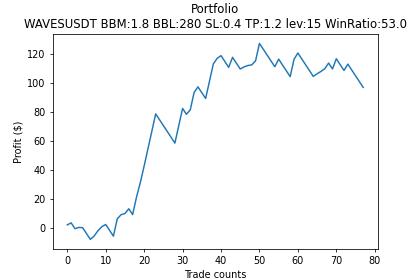 Portfolio
WAVESUSDT BBM:1.8 BBL:280 SL:0.4 TP:1.2 lev:15 WinRatio:53.0
120
100
80
60
40
20
0
Profit ($)
0 10 20 30 40 50 60 70 80
Trade counts